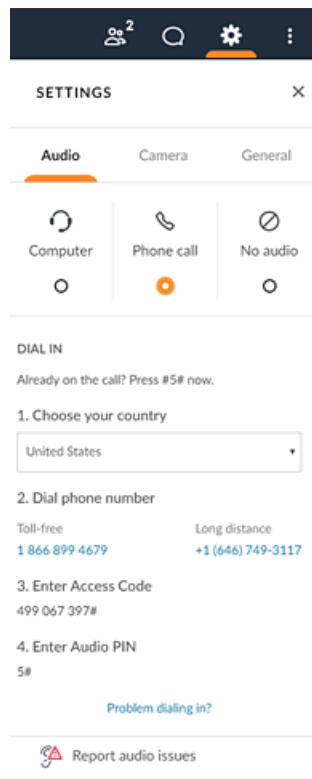 2
SETTINGS
Audio Camera General
Computer Phone call No audio
DIAL IN
Already on the call? Press #5# now.
1. Choose your country
United States
2. Dial phone number
Toll-free Long distance
1 866 899 4679 +1 (646) 749-3117
3. Enter Access Code
499 067 397#
4. Enter Audio PIN
5#
Problem dialing in?
Report audio issues